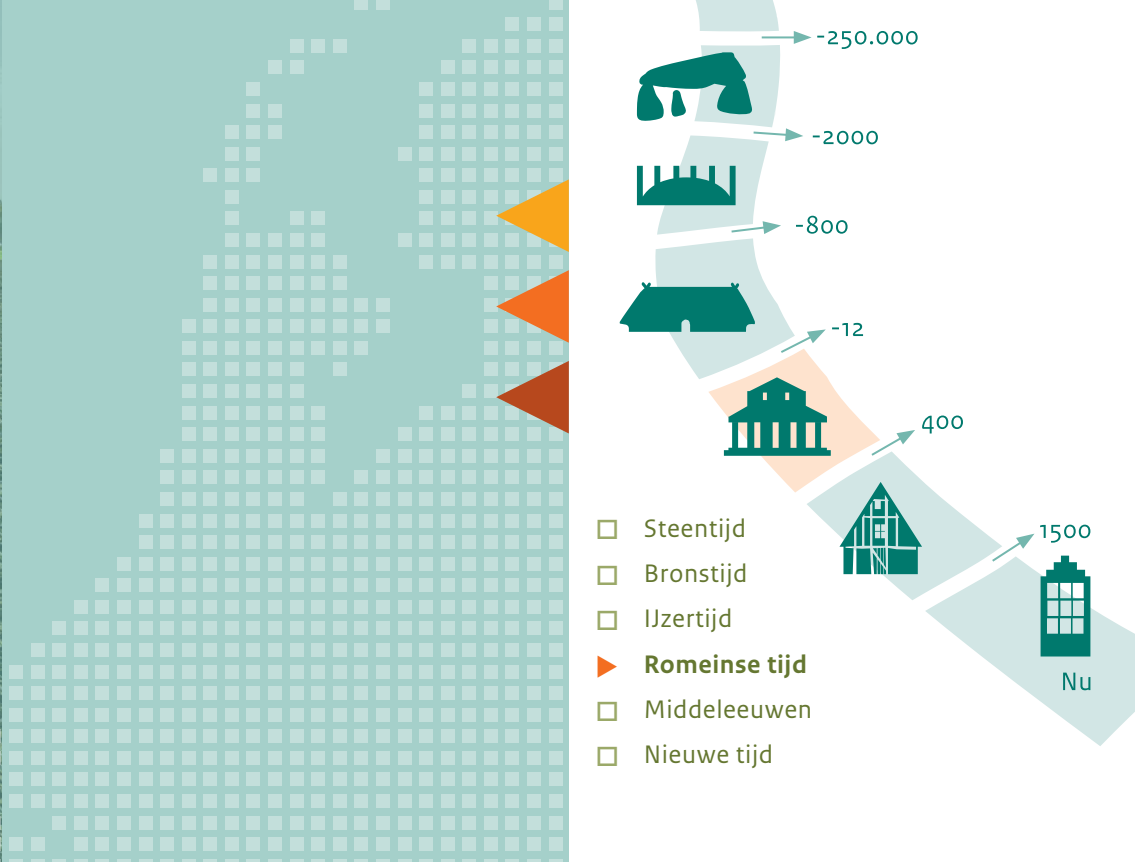 -250.000
-2000
-800
-12
400
1500
Nu
Steentijd
Bronstijd
IJzertijd
Romeinse tijd
Middeleeuwen
Nieuwe tijd